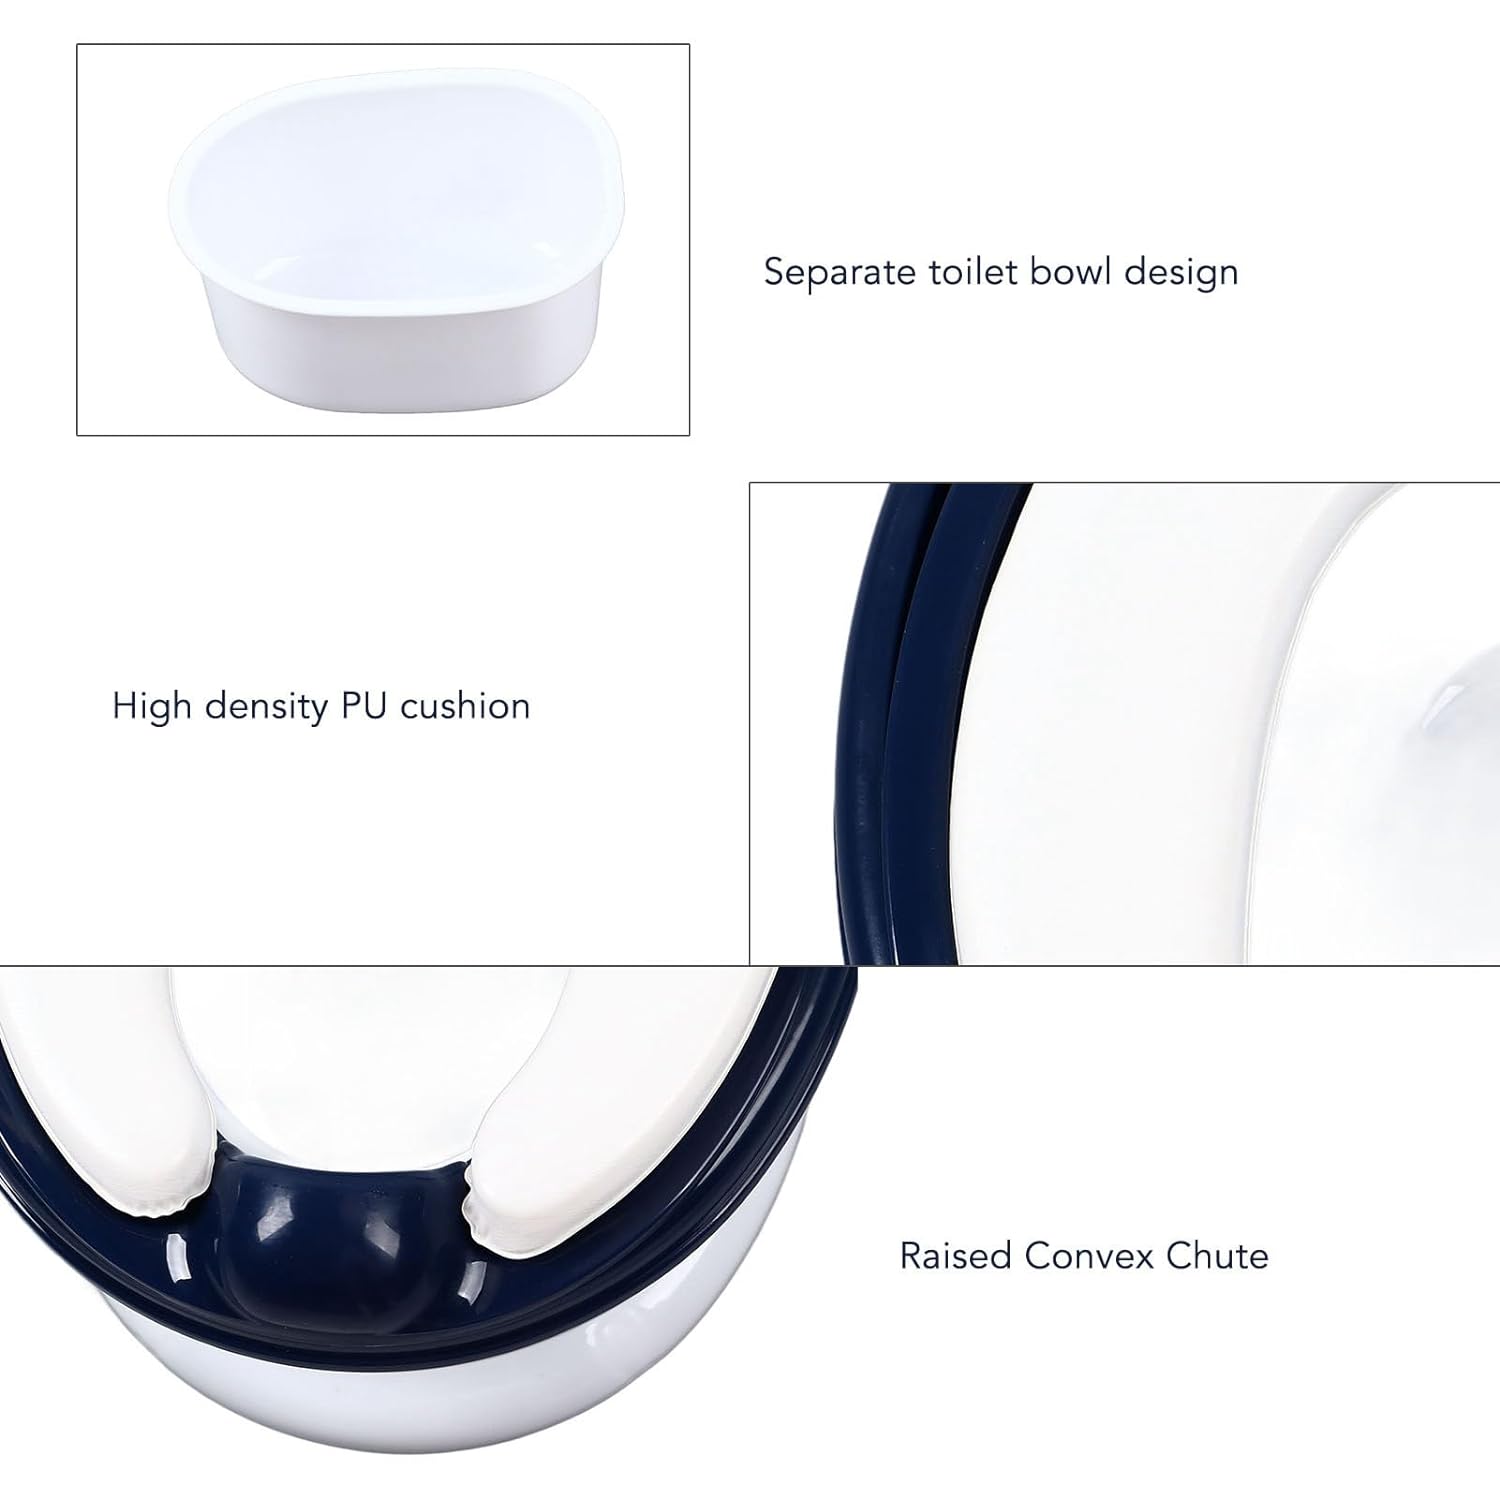 Separate toilet bowl design
High density PU cushion
Raised Convex Chute